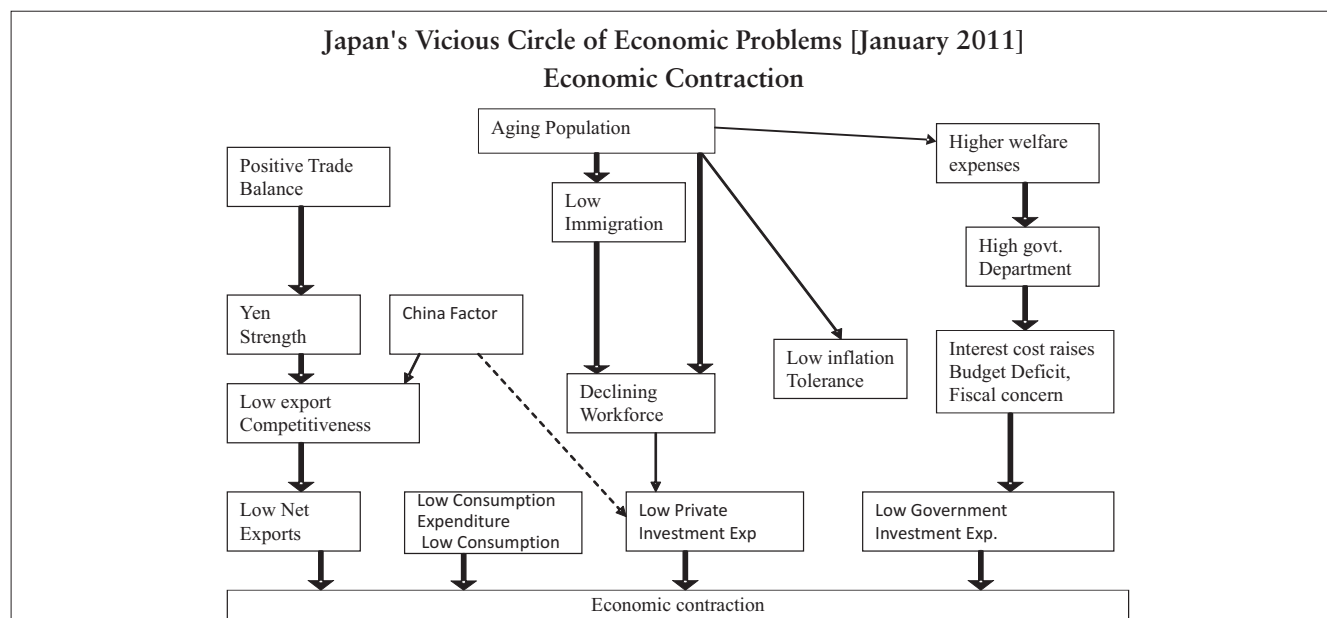 Japan's Vicious Circle of Economic Problems [January 2011]
Economic Contraction
Aging Population
Higher welfare
expenses
Positive Trade
Balance
Low
Immigration
High govt.
Department
Yen
Strength
China Factor
Low inflation
Tolerance
Interest cost raises
Budget Deficit,
Fiscal concern
Low export
Competitiveness
Declining
Workforce
Low Net
Exports
Low Consumption
Expenditure
Low Consumption
Low Private
Investment Exp
Low Government
Investment Exp.
Economic contraction